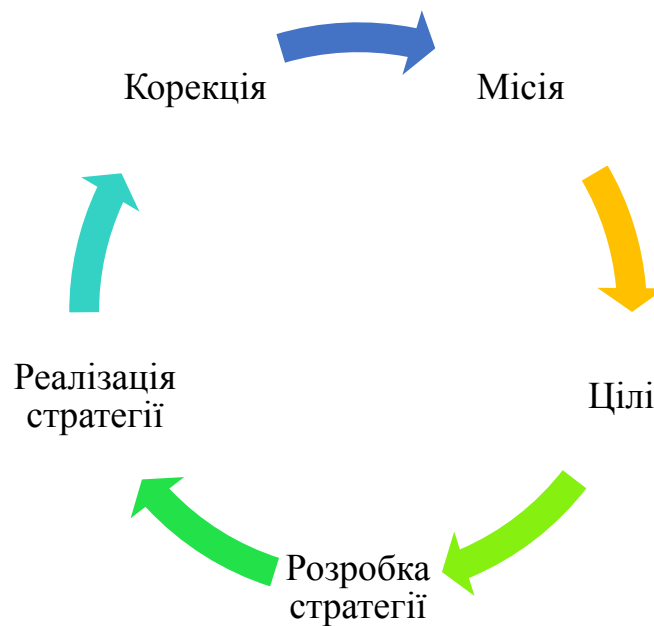 Корекція
Місія
Реалізація
стратегії
Цілі
Розробка
стратегії